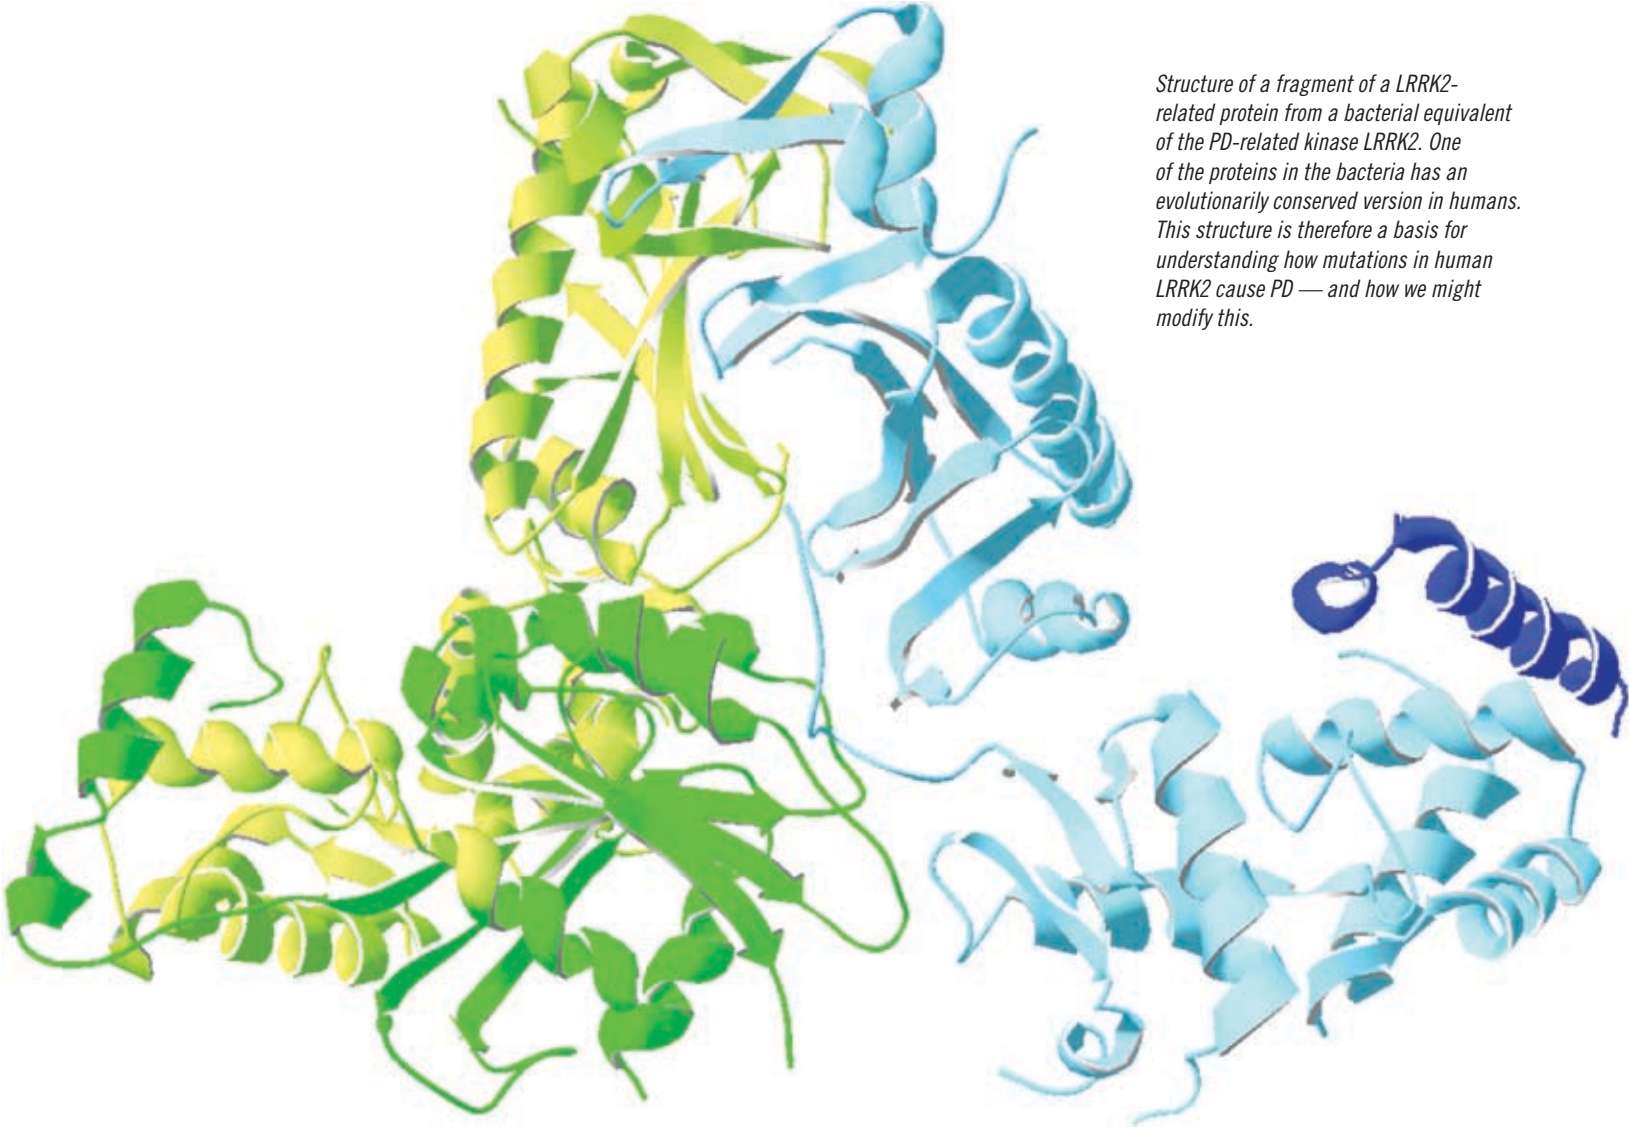 Structure of a fragment of a LRRK2-
related protein from a bacterial equivalent
of the PD-related kinase LRRK2. One
of the proteins in the bacteria has an
evolutionarily conserved version in humans.
This structure is therefore a basis for
understanding how mutations in human
LRRK2 cause PD — and how we might
modify this.